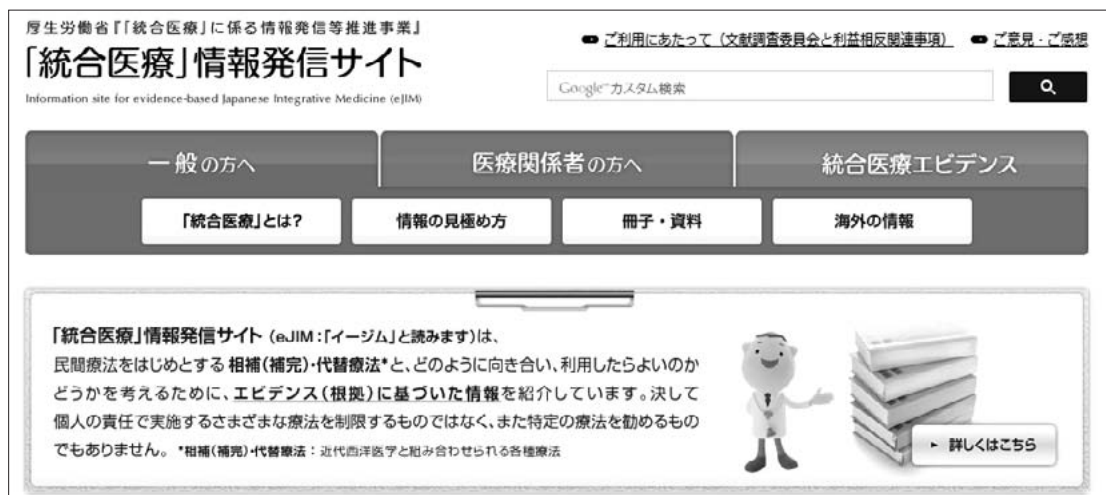 厚生労働省『「統合医療」に係る情報発信等推進事業』
「統合医療」情報発信サイト
Information site for evidence-based Japanese Integrative Medicine (eJIM)
ご利用にあたって（文献調査委員会と利益相反関連事項）
ご意見・ご感想
Google™ カスタム検索
一般の方へ
医療関係者の方へ
統合医療エビデンス
「統合医療」とは？
情報の見極め方
冊子・資料
海外の情報
「統合医療」情報発信サイト（eJIM：「イージム」と読みます）は、
民間療法をはじめとする 相補（補完）・代替療法*と、どのように向き合い、利用したらよいのか
どうかを考えるために、エビデンス（根拠）に基づいた情報を紹介しています。決して
個人の責任で実施するさまざまな療法を制限するものではなく、また特定の療法を勧めるもの
でもありません。 *相補（補完）・代替療法：近代西洋医学と組み合わせられる各種療法
詳しくはこちら